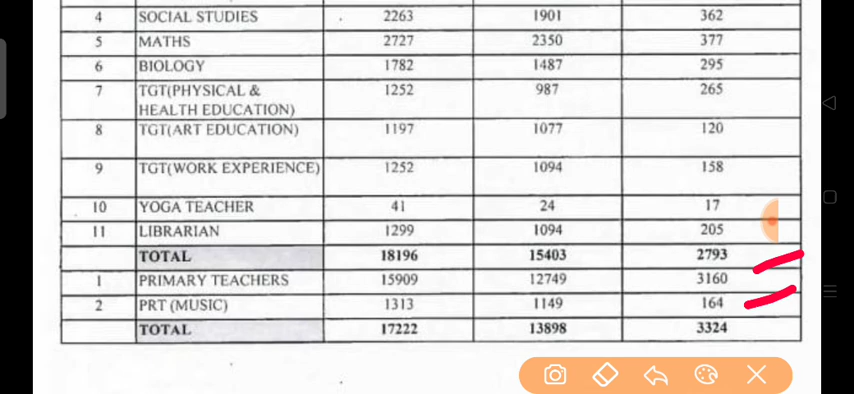 4 SOCIAL STUDIES 2263 1901 362
5 MATHS 2727 2350 377
6 BIOLOGY 1782 1487 295
7 TGT(PHYSICAL & 1252 987 265
HEALTH EDUCATION)
8 TGT(ART EDUCATION) 1197 1077 120
9 TGT(WORK EXPERIENCE) 1252 1094 158
10 YOGA TEACHER 41 24 17
11 LIBRARIAN 1299 1094 205
TOTAL 18196 15403 2793
1 PRIMARY TEACHERS 15909 12749 3160
2 PRT (MUSIC) 1313 1149 164
TOTAL 17222 13898 3324